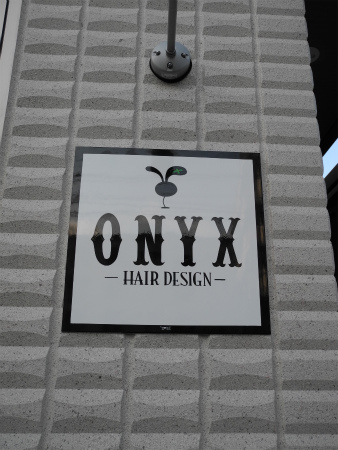 ONYX
— HAIR DESIGN —